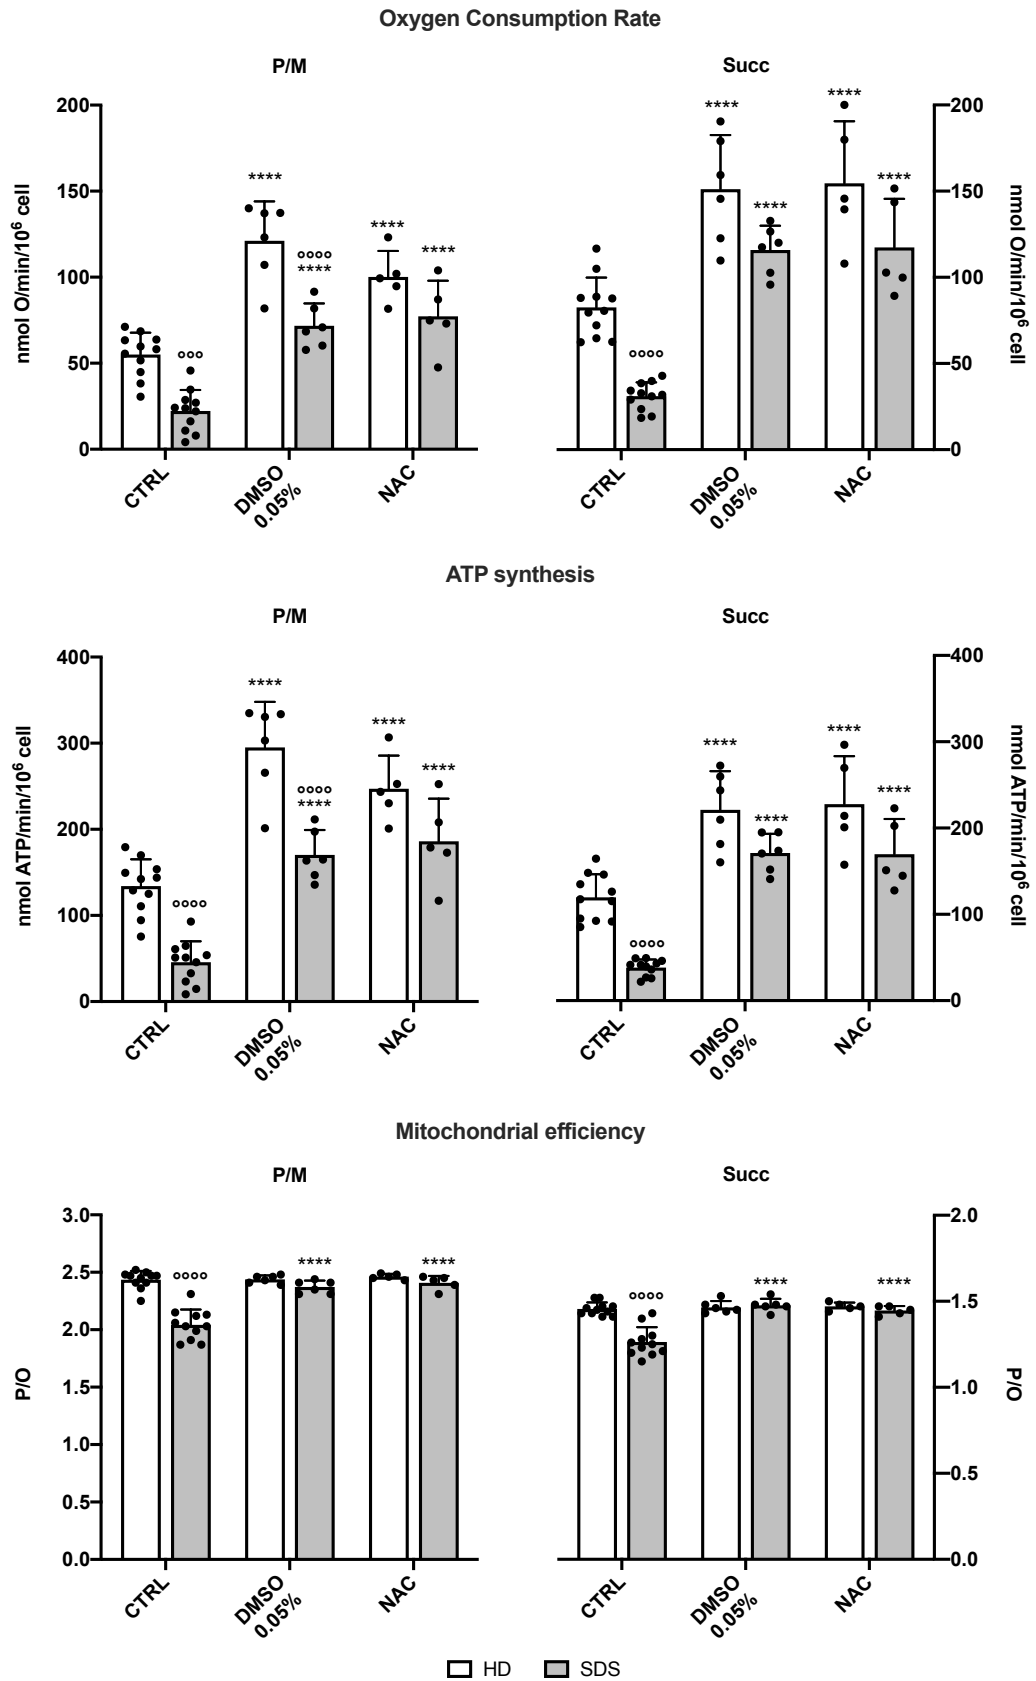 Oxygen Consumption Rate
P/M
Succ
nmol O/min/10⁶ cell
200
150
100
50
0
****
****
****
****
°°°°
°°°
CTRL
DMSO
0.05%
NAC
200
150
100
50
0
nmol O/min/10⁶ cell
****
****
****
****
°°°°
CTRL
DMSO
0.05%
NAC
ATP synthesis
P/M
Succ
nmol ATP/min/10⁶ cell
400
300
200
100
0
****
****
****
°°°°
****
°°°°
CTRL
DMSO
0.05%
NAC
400
300
200
100
0
nmol ATP/min/10⁶ cell
****
****
****
****
°°°°
CTRL
DMSO
0.05%
NAC
Mitochondrial efficiency
P/M
Succ
P/O
3.0
2.5
2.0
1.5
1.0
0.5
0.0
°°°°
****
****
CTRL
DMSO
0.05%
NAC
2.0
1.5
1.0
0.5
0.0
P/O
°°°°
****
****
CTRL
DMSO
0.05%
NAC
HD
SDS